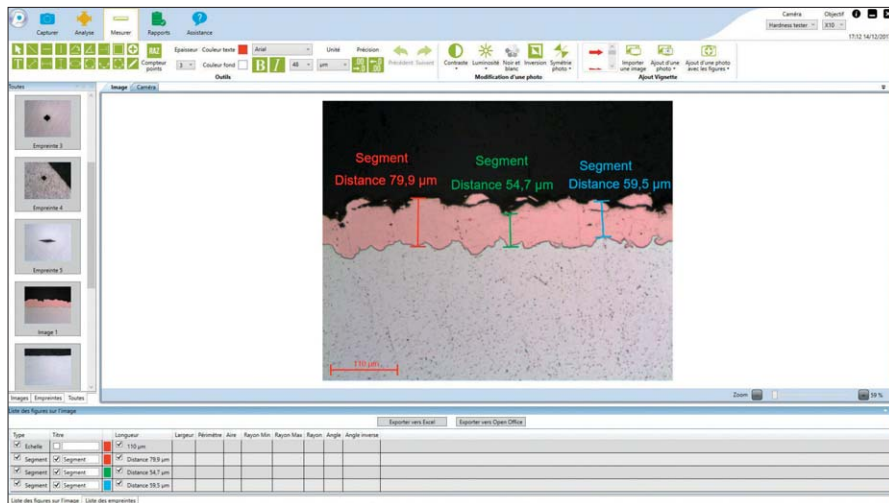 Capturer Analyse Mesurer Rapports Assistance
Caméra Objectif
Hardness tester X10
Compteur points
RAZ
Epaisseur Couleur texte Arial Unité Précision
3 Couleur fond B I 48 µm Précédent Suivant
Outils
Contraste Luminosité Noir et blanc Inversion Symétrie photo
Modification d'une photo
Importer une image Ajout d'une photo Ajout d'une photo avec les figures
Ajout Vignette
Toutes
Image Caméra
Empreinte 3
Empreinte 4
Empreinte 5
Image 1
Segment
Distance 79,9 µm
Segment
Distance 54,7 µm
Segment
Distance 59,5 µm
110 µm
Images Empreintes Toutes
Zoom 59 %
Liste des figures sur l'image
Exporter vers Excel Exporter vers Open Office
Type Titre Longueur Largeur Périmètre Aire Rayon Min Rayon Max Rayon Angle Angle inverse
Echelle 110 µm
Segment Segment Distance 79,9 µm
Segment Segment Distance 54,7 µm
Segment Segment Distance 59,5 µm
Liste des figures sur l'image Liste des empreintes